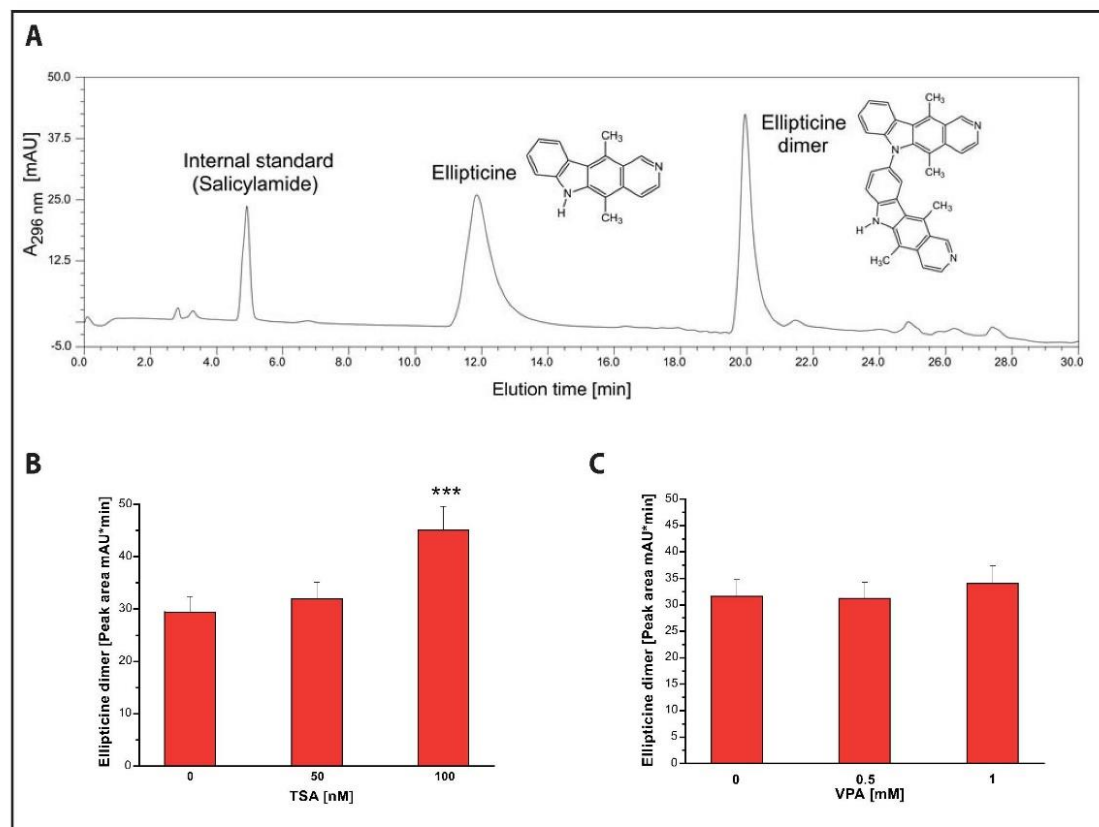 A
50.0
37.5
25.0
12.5
-5.0
A296 nm [mAU]
Internal standard
(Salicylamide)
Ellipticine
CH3
N
N
H
CH3
Ellipticine
dimer
CH3
N
N
CH3
CH3
N
H
H3C
N
0.0 2.0 4.0 6.0 8.0 10.0 12.0 14.0 16.0 18.0 20.0 22.0 24.0 26.0 28.0 30.0
Elution time [min]
B
Ellipticine dimer [Peak area mAU*min]
50
40
30
20
10
0
***
0 50 100
TSA [nM]
C
Ellipticine dimer [Peak area mAU*min]
50
45
40
35
30
25
20
15
10
5
0
0 0.5 1
VPA [mM]